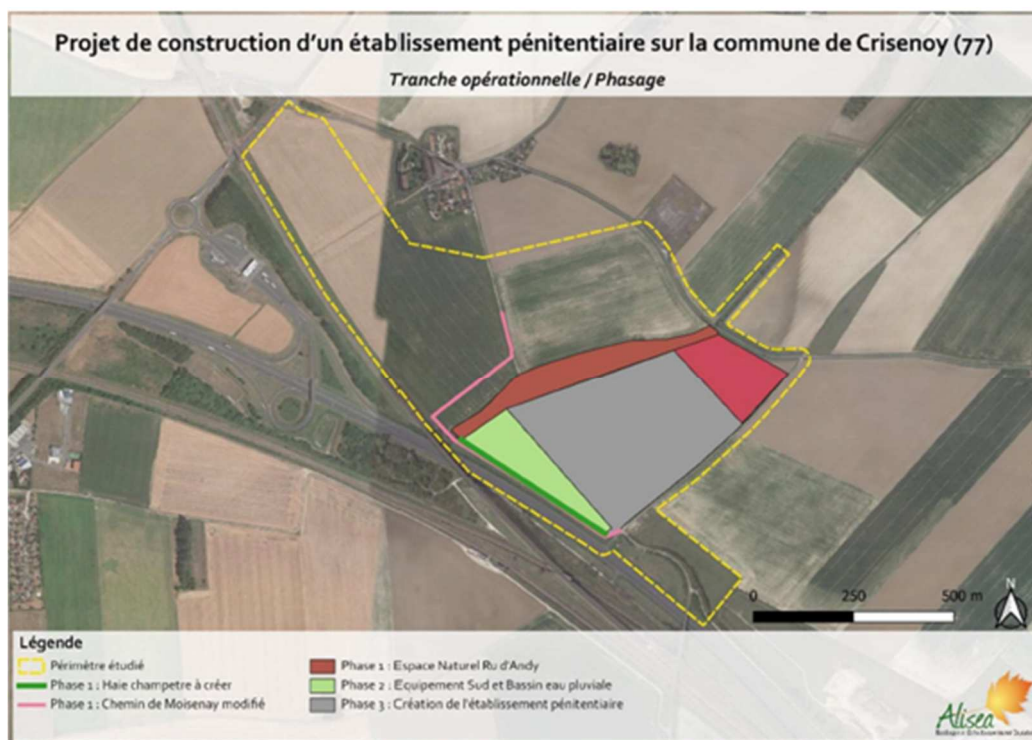 Projet de construction d'un établissement pénitentiaire sur la commune de Crisenoy (77)
Tranche opérationnelle / Phasage
N
0 250 500 m
Légende
Périmètre étudié
Phase 1 : Haie champetre à créer
Phase 1 : Chemin de Moisenay modifié
Phase 1 : Espace Naturel Ru d'Andy
Phase 2 : Equipement Sud et Bassin eau pluviale
Phase 3 : Création de l'établissement pénitentiaire
Alisea